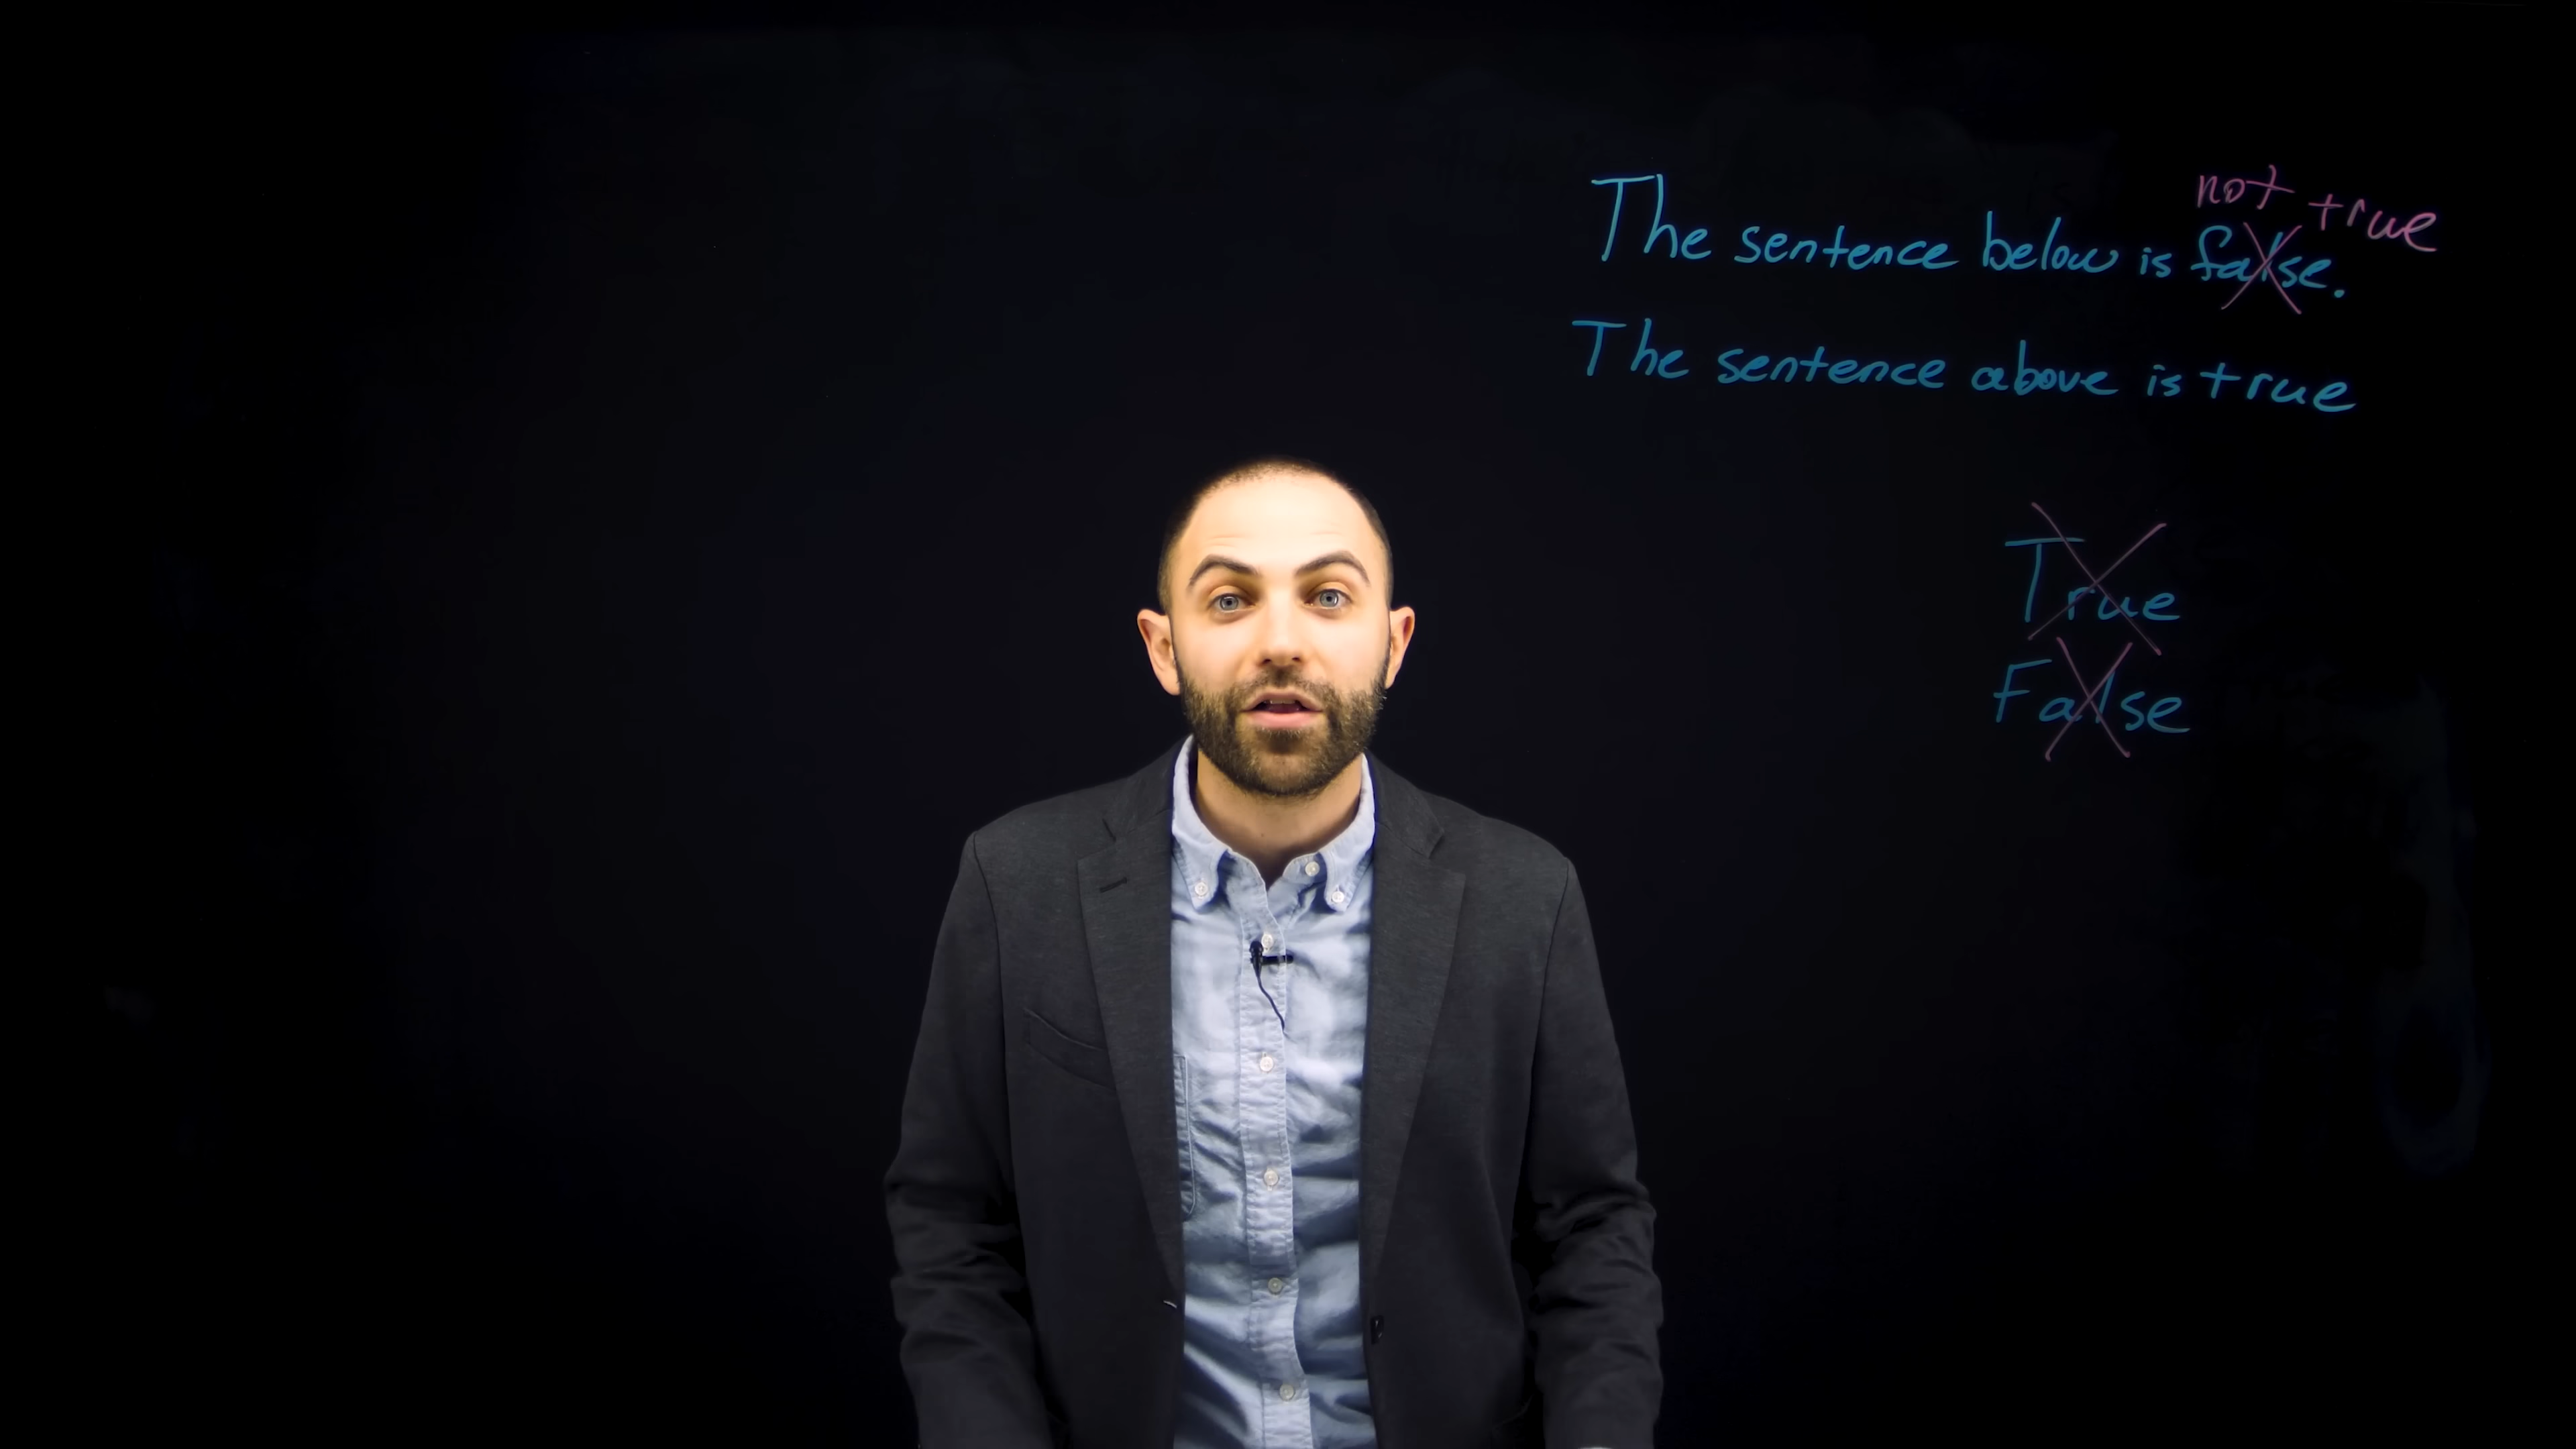 not true
The sentence below is false.
The sentence above is true
True
False